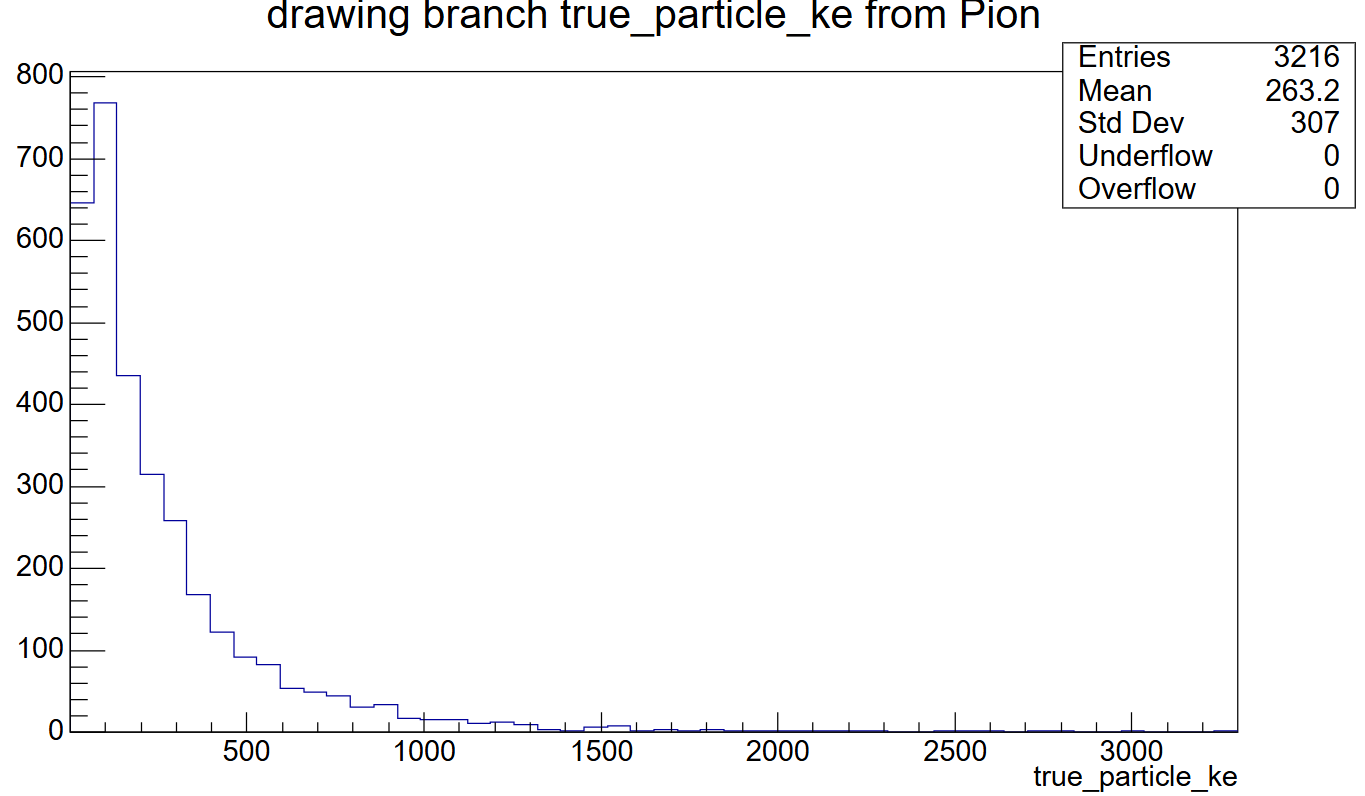 drawing branch true_particle_ke from Pion
Entries 3216
Mean 263.2
Std Dev 307
Underflow 0
Overflow 0
800
700
600
500
400
300
200
100
0
500 1000 1500 2000 2500 3000
true_particle_ke